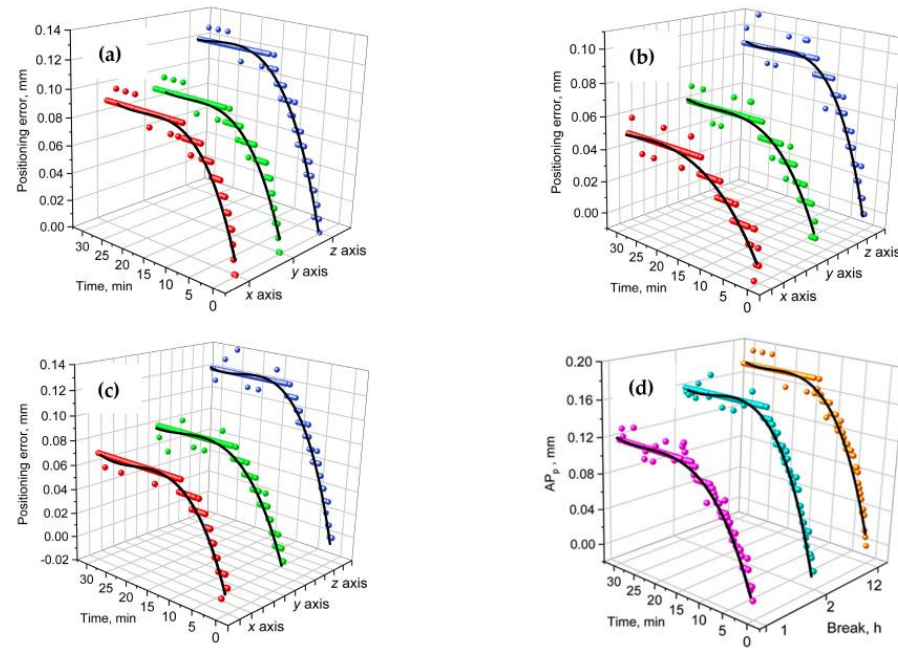 (a)
Positioning error, mm
0.14
0.12
0.10
0.08
0.06
0.04
0.02
0.00
30
25
20
15
10
5
0
Time, min
x axis
y axis
z axis
(b)
Positioning error, mm
0.10
0.08
0.06
0.04
0.02
0.00
30
25
20
15
10
5
0
Time, min
x axis
y axis
z axis
(c)
Positioning error, mm
0.14
0.12
0.10
0.08
0.06
0.04
0.02
0.00
-0.02
30
25
20
15
10
5
0
Time, min
x axis
y axis
z axis
(d)
APp, mm
0.20
0.16
0.12
0.08
0.04
0.00
30
25
20
15
10
5
0
Time, min
1
2
12
Break, h